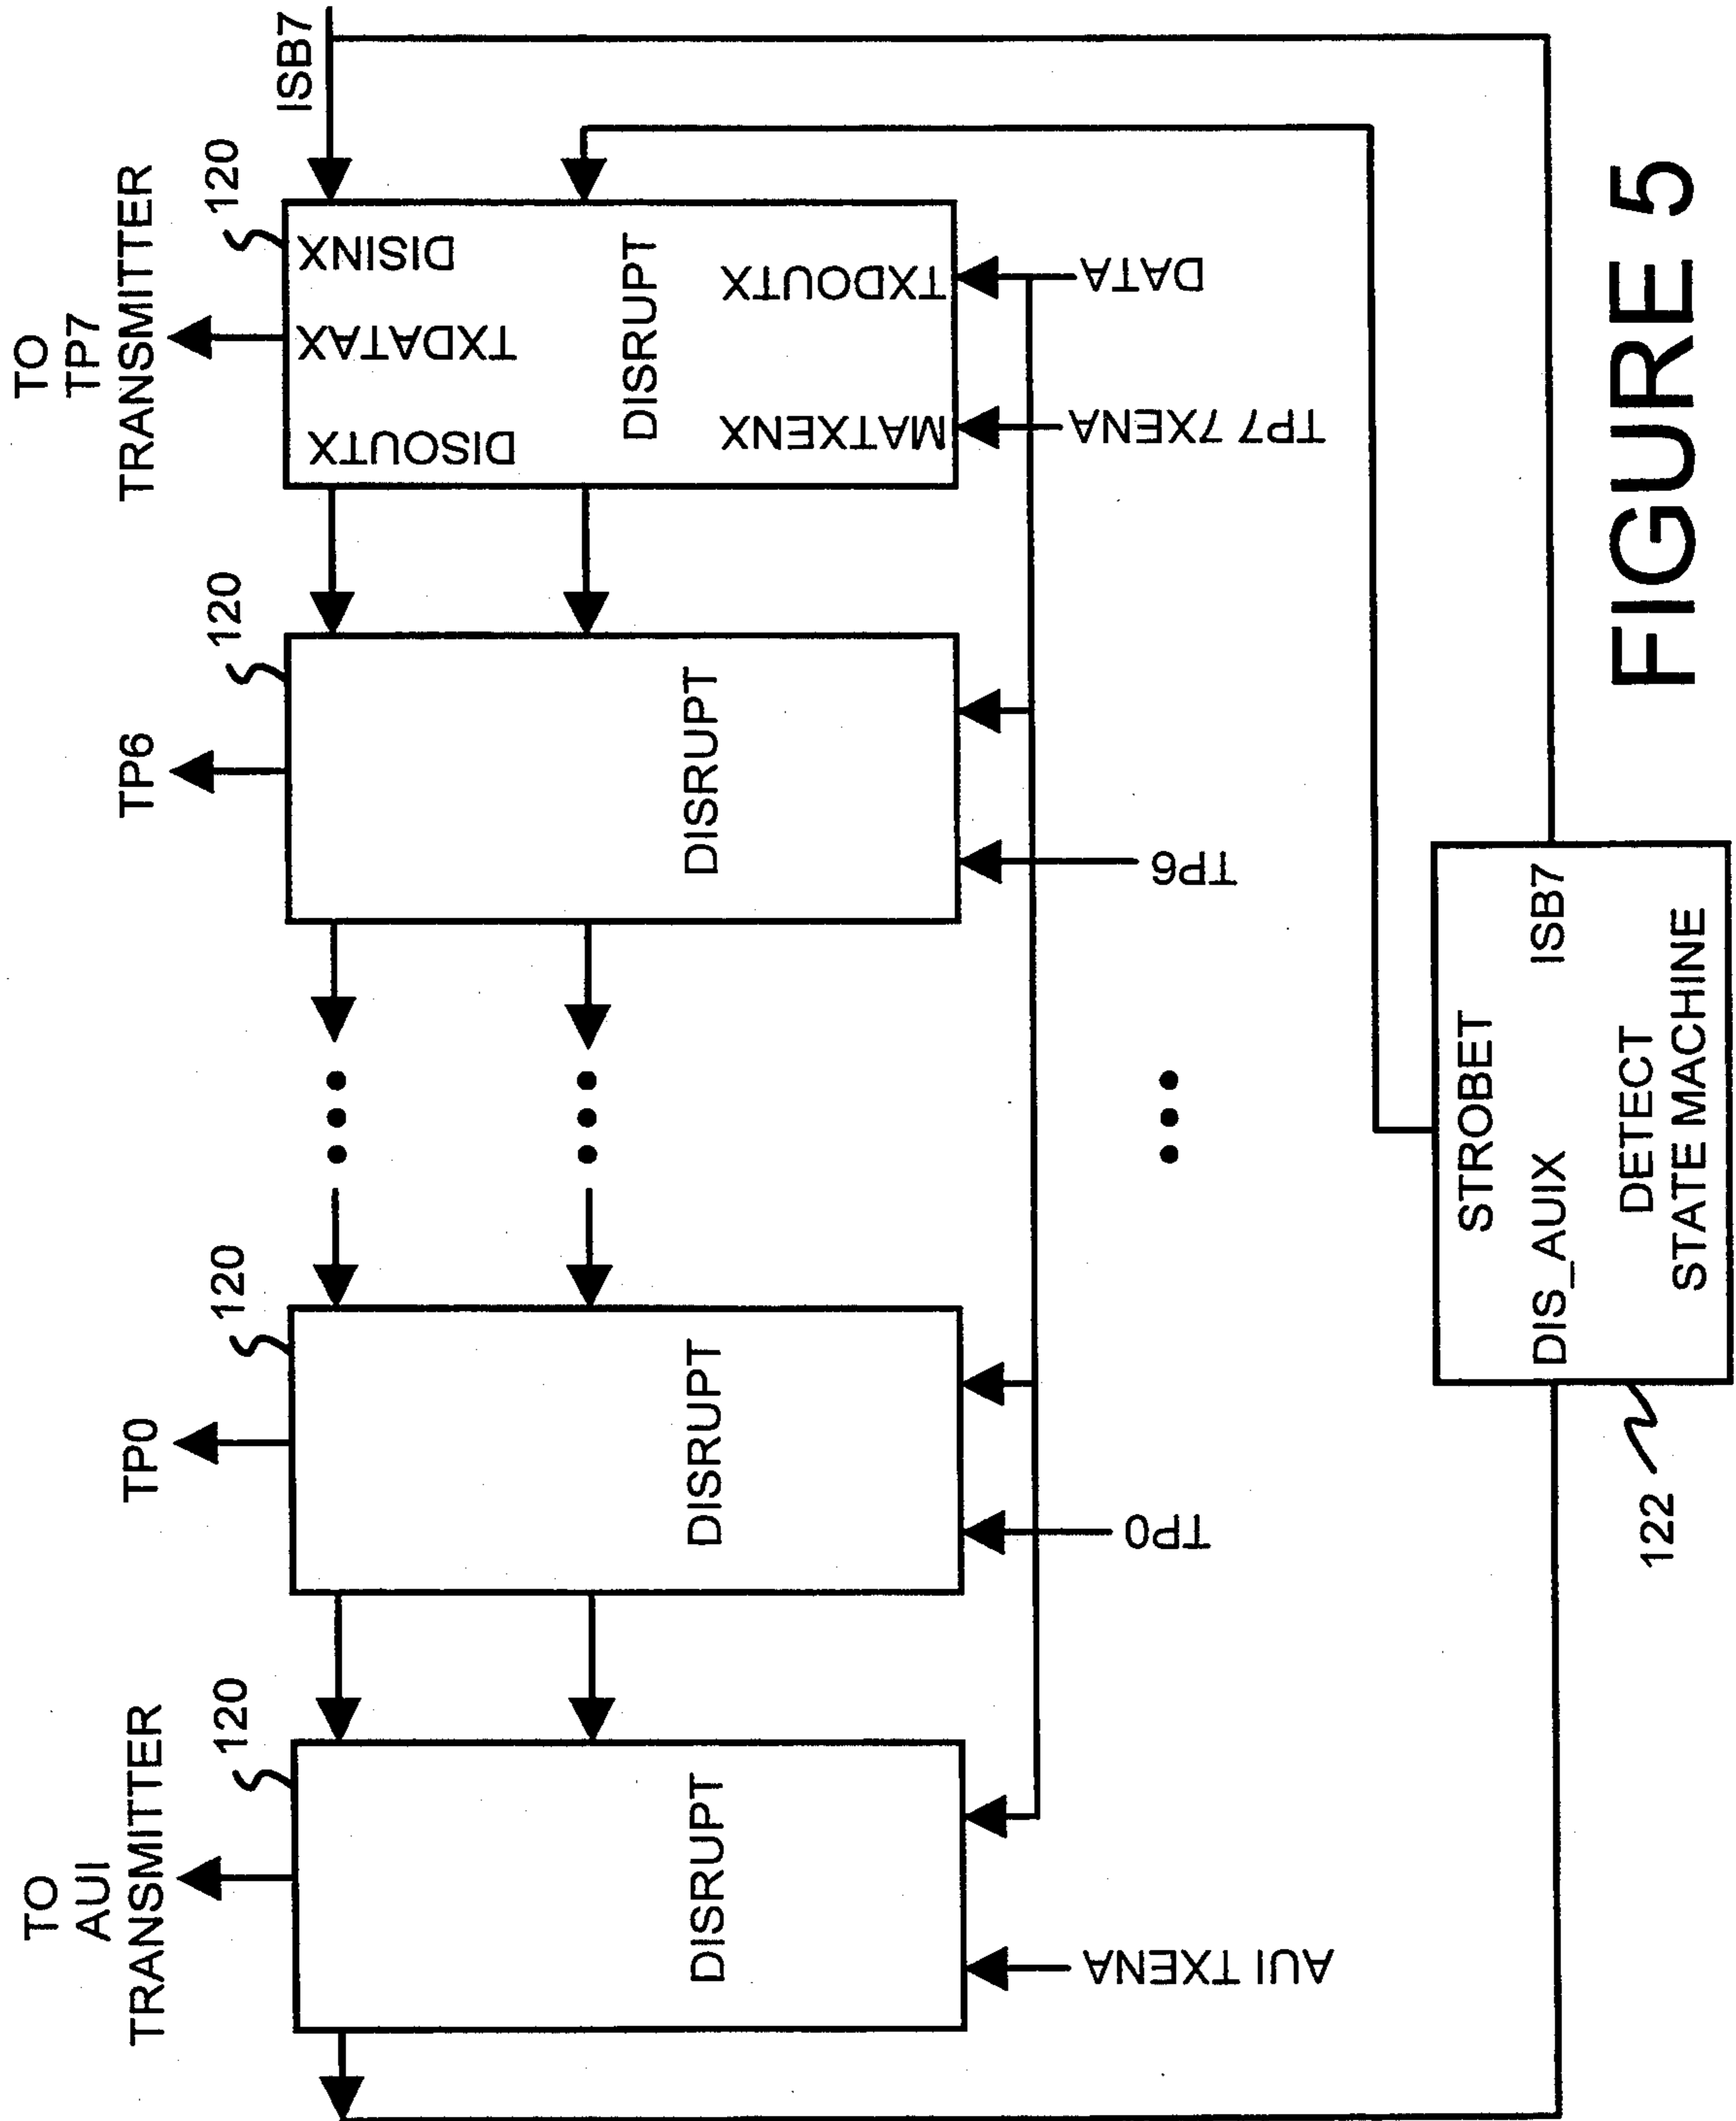 TO
AUI
TRANSMITTER
120
DISRUPT
AUI TXENA
TP0
120
DISRUPT
TP0
TP6
120
DISRUPT
TP6
TO
TP7
TRANSMITTER
120
ISB7
DISOUTX
TXDATAX
DISINX
DISRUPT
MATXENX
TXDOUTX
TP7 7XENA
DATA
STROBET
DIS_AUIX
ISB7
DETECT
STATE MACHINE
122
FIGURE 5